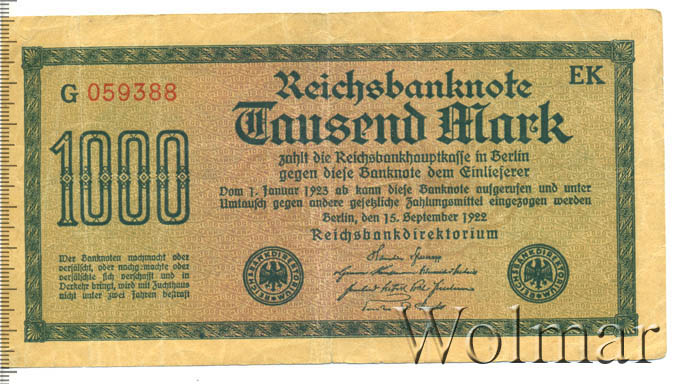 G 059388
EK
1000
Reichsbanknote
Tausend Mark
zahlt die Reichsbankhauptkasse in Berlin
gegen diese Banknote dem Einlieferer
Vom 1. Januar 1923 ab kann diese Banknote aufgerufen und unter
Umtausch gegen andere gesetzliche Zahlungsmittel eingezogen werden
Berlin, den 15. September 1922
Reichsbankdirektorium
Wer Banknoten nachmacht oder
verfälscht, oder nachgemachte oder
verfälschte sich verschafft und in
Verkehr bringt, wird mit Zuchthaus
nicht unter zwei Jahren bestraft
REICHSBANKDIREKTORIUM
REICHSBANKDIREKTORIUM
Wolmar